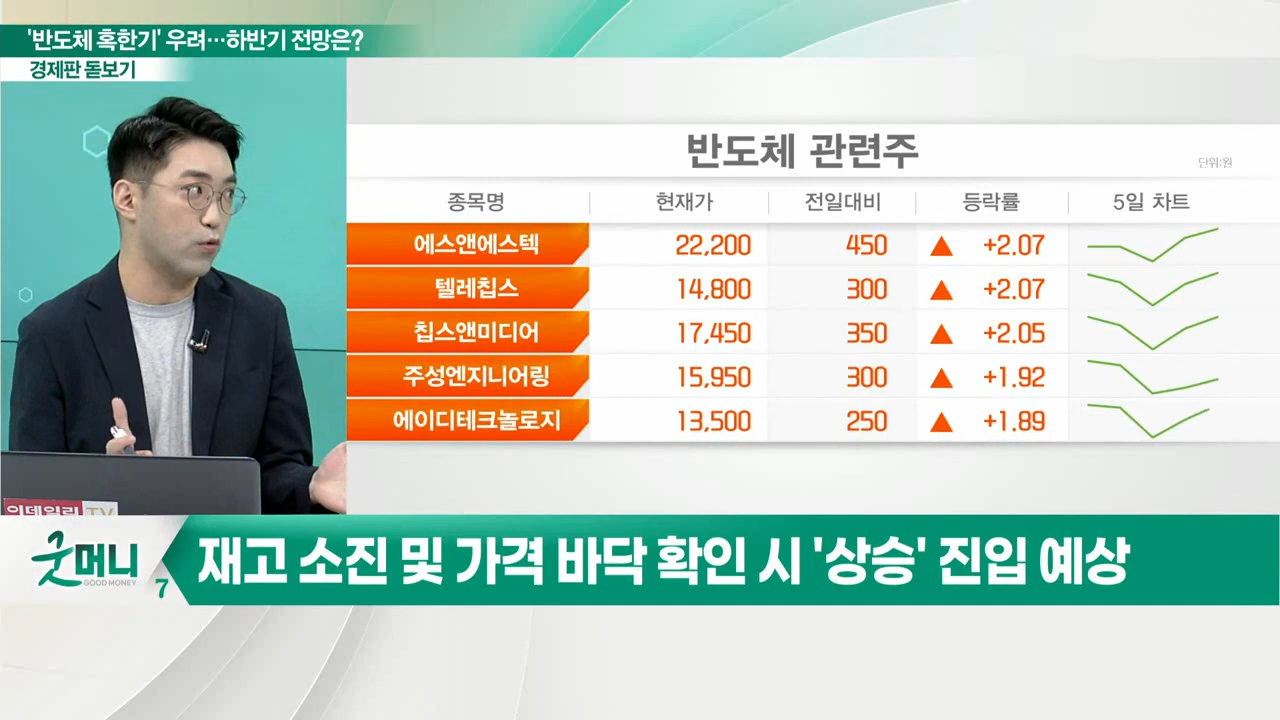 '반도체 혹한기' 우려…하반기 전망은?
경제판 돋보기
반도체 관련주
단위:원
종목명 현재가 전일대비 등락률 5일 차트
에스앤에스텍 22,200 450 ▲ +2.07
텔레칩스 14,800 300 ▲ +2.07
칩스앤미디어 17,450 350 ▲ +2.05
주성엔지니어링 15,950 300 ▲ +1.92
에이디테크놀로지 13,500 250 ▲ +1.89
이데일리 TV
굿머니
GOOD MONEY
7
재고 소진 및 가격 바닥 확인 시 '상승' 진입 예상